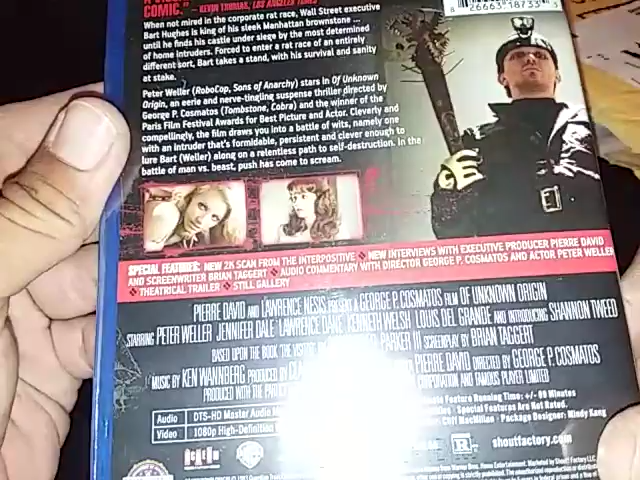 COMIC." – KEVIN THOMAS, LOS ANGELES TIMES
26663 18733 3
When not mired in the corporate rat race, Wall Street executive
Bart Hughes is king of his sleek Manhattan brownstone ...
until he finds his castle under siege by the most determined
of home intruders. Forced to enter a rat race of an entirely
different sort, Bart takes a stand, with his survival and sanity
at stake.
Peter Weller (RoboCop, Sons of Anarchy) stars in Of Unknown
Origin, an eerie and nerve-tingling suspense thriller directed by
George P. Cosmatos (Tombstone, Cobra) and the winner of the
Paris Film Festival Awards for Best Picture and Actor. Cleverly and
compellingly, the film draws you into a battle of wits, namely one
with an intruder that's formidable, persistent and clever enough to
lure Bart (Weller) along on a relentless path to self-destruction. In the
battle of man vs. beast, push has come to scream.
SPECIAL FEATURES: NEW 2K SCAN FROM THE INTERPOSITIVE NEW INTERVIEWS WITH EXECUTIVE PRODUCER PIERRE DAVID
AND SCREENWRITER BRIAN TAGGERT AUDIO COMMENTARY WITH DIRECTOR GEORGE P. COSMATOS AND ACTOR PETER WELLER
THEATRICAL TRAILER STILL GALLERY
PIERRE DAVID AND LAWRENCE NESIS PRESENT A GEORGE P. COSMATOS FILM OF UNKNOWN ORIGIN
STARRING PETER WELLER JENNIFER DALE LAWRENCE DANE KENNETH WELSH LOUIS DEL GRANDE AND INTRODUCING SHANNON TWEED
BASED UPON THE BOOK "THE VISITOR PARKER III SCREENPLAY BY BRIAN TAGGERT
MUSIC BY KEN WANNBERG PRODUCED BY PIERRE DAVID DIRECTED BY GEORGE P. COSMATOS
PRODUCED WITH THE CORPORATION AND FAMOUS PLAYER LIMITED
Feature Running Time: +/- 89 Minutes
Audio DTS-HD Master Audio Special Features Are Not Rated.
Video 1080p High-Definition Cliff MacMillan • Package Designer: Mindy Kang
R shoutfactory.com